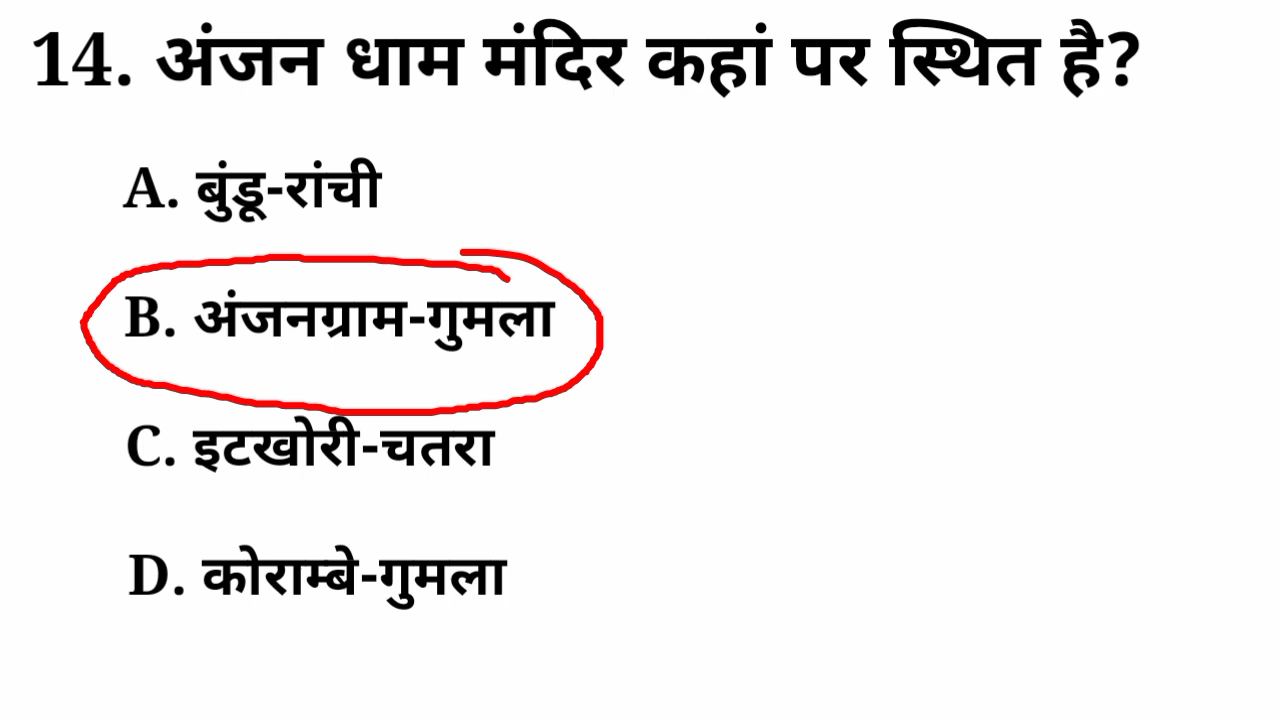 14. अंजन धाम मंदिर कहां पर स्थित है?
A. बुंडू-रांची
B. अंजनग्राम-गुमला
C. इटखोरी-चतरा
D. कोराम्बे-गुमला